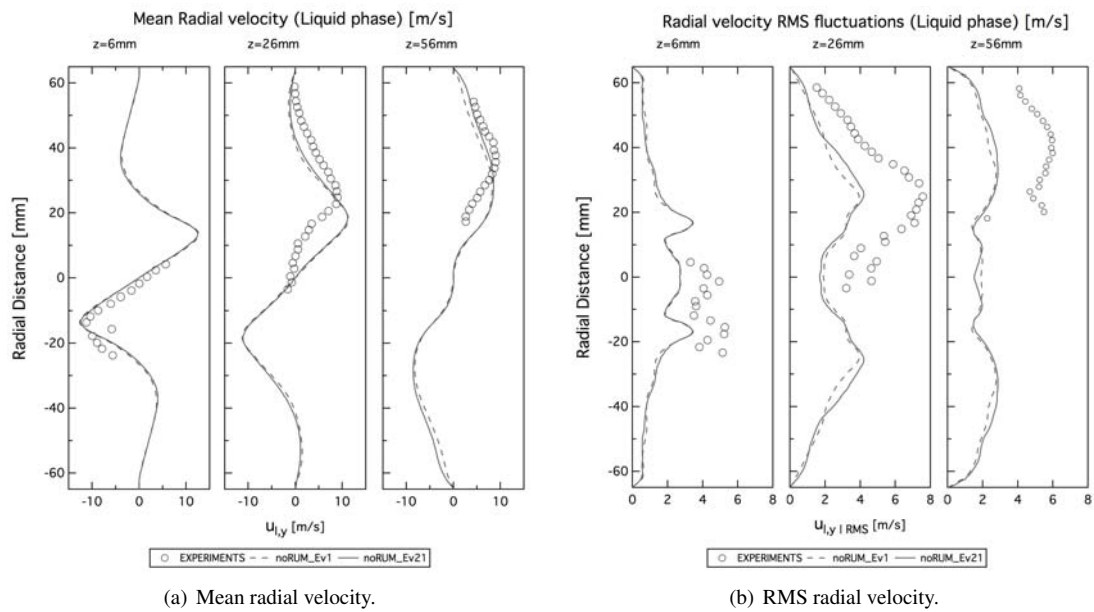 Mean Radial velocity (Liquid phase) [m/s]
z=6mm z=26mm z=56mm
Radial Distance [mm]
60
40
20
0
-20
-40
-60
-10 0 10 -10 0 10 -10 0 10
u l,y [m/s]
EXPERIMENTS noRUM_Ev1 noRUM_Ev21
(a) Mean radial velocity.
Radial velocity RMS fluctuations (Liquid phase) [m/s]
z=6mm z=26mm z=56mm
Radial Distance [mm]
60
40
20
0
-20
-40
-60
0 2 4 6 8 0 2 4 6 8 0 2 4 6 8
u l,y | RMS [m/s]
EXPERIMENTS noRUM_Ev1 noRUM_Ev21
(b) RMS radial velocity.